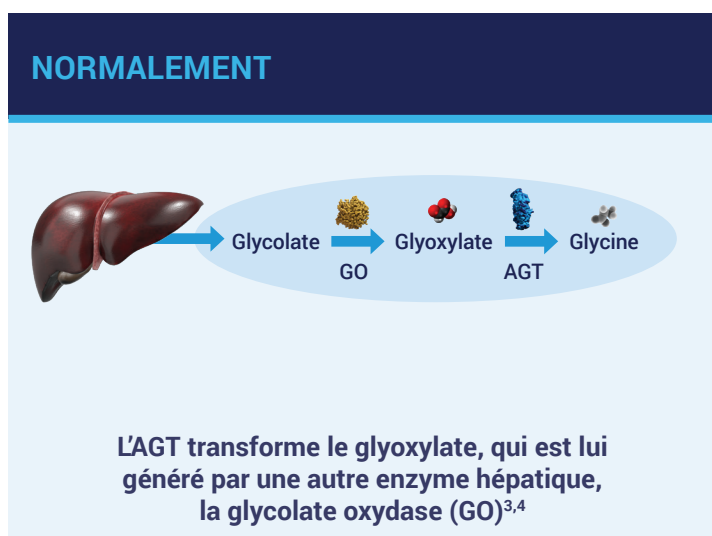 NORMALEMENT
Glycolate Glyoxylate Glycine
GO AGT
L'AGT transforme le glyoxylate, qui est lui
généré par une autre enzyme hépatique,
la glycolate oxydase (GO)³,⁴